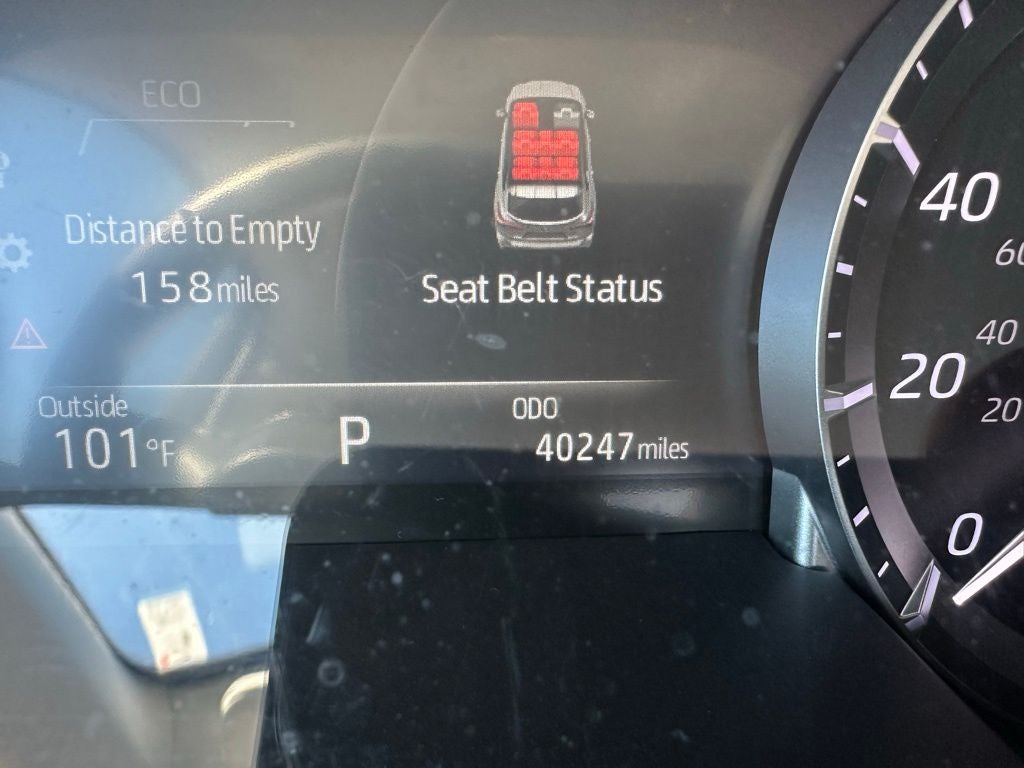 ECO
Distance to Empty
158 miles
Seat Belt Status
Outside
101°F
P
ODO
40247 miles
40
60
40
20
20
0